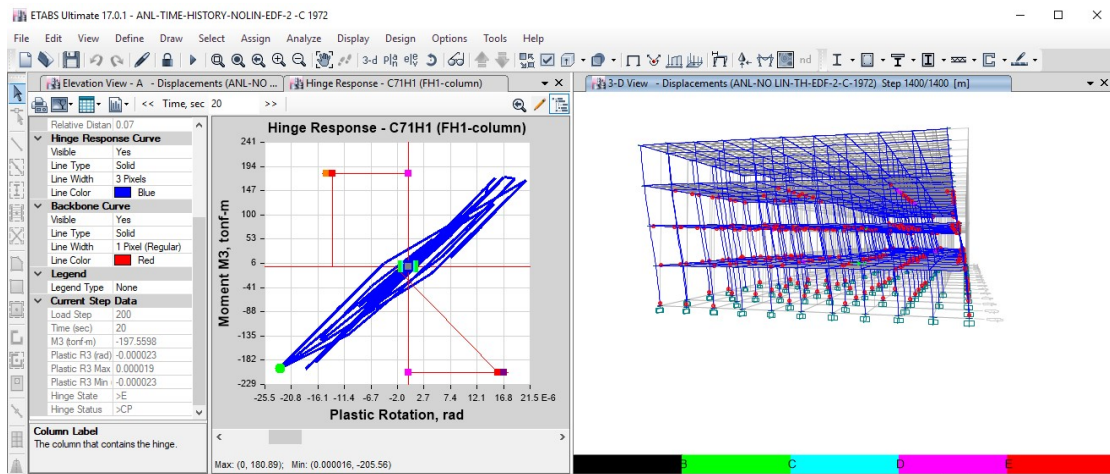 ETABS Ultimate 17.0.1 - ANL-TIME-HISTORY-NOLIN-EDF-2 -C 1972
File Edit View Define Draw Select Assign Analyze Display Design Options Tools Help
3-d nd
Elevation View - A - Displacements (ANL-NO ... Hinge Response - C71H1 (FH1-column)
3-D View - Displacements (ANL-NO LIN-TH-EDF-2-C-1972) Step 1400/1400 [m]
<< Time, sec 20 >>
Relative Distan 0.07
Hinge Response Curve
Visible Yes
Line Type Solid
Line Width 3 Pixels
Line Color Blue
Backbone Curve
Visible Yes
Line Type Solid
Line Width 1 Pixel (Regular)
Line Color Red
Legend
Legend Type None
Current Step Data
Load Step 200
Time (sec) 20
M3 (tonf-m) -197.5598
Plastic R3 (rad) -0.000023
Plastic R3 Max 0.000019
Plastic R3 Min -0.000023
Hinge State >E
Hinge Status >CP
Column Label
The column that contains the hinge.
Hinge Response - C71H1 (FH1-column)
Moment M3, tonf-m
241
194
147
100
53
6
-41
-88
-135
-182
-229
-25.5 -20.8 -16.1 -11.4 -6.7 -2.0 2.7 7.4 12.1 16.8 21.5 E-6
Plastic Rotation, rad
Max: (0, 180.89); Min: (0.000016, -205.56)
B C D E